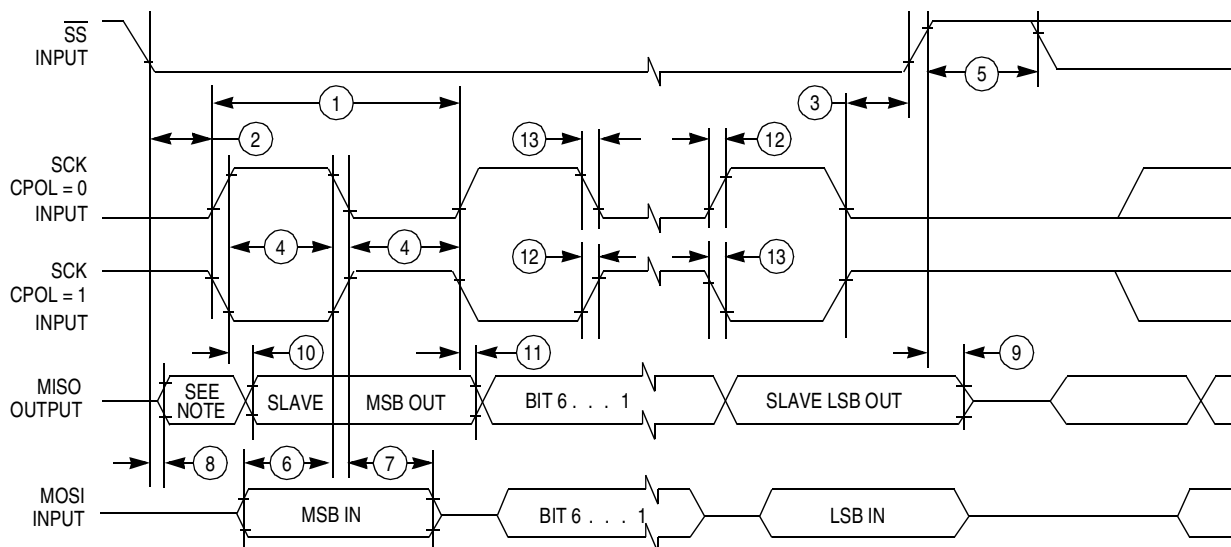 SS
INPUT
5
1
3
2
13
12
SCK
CPOL = 0
INPUT
4
4
12
13
SCK
CPOL = 1
INPUT
10
11
9
MISO
OUTPUT
SEE
NOTE
SLAVE
MSB OUT
BIT 6 . . . 1
SLAVE LSB OUT
8
6
7
MOSI
INPUT
MSB IN
BIT 6 . . . 1
LSB IN